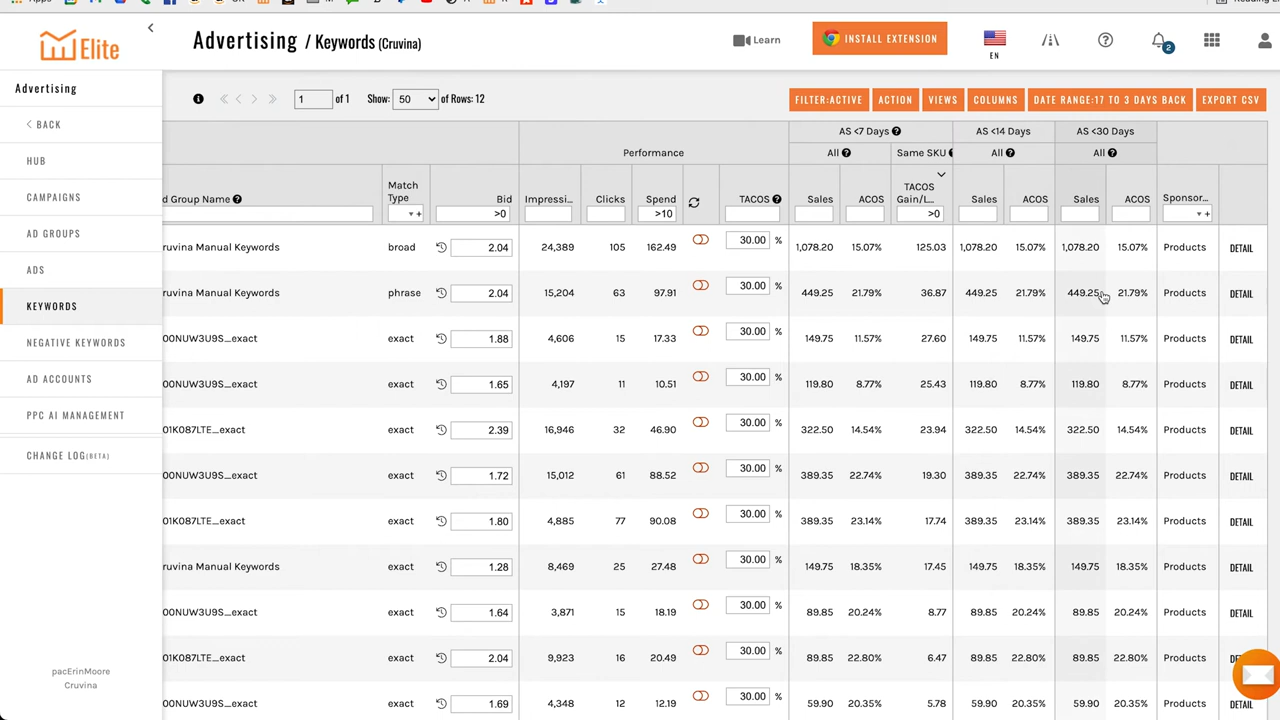 Elite
Advertising / Keywords (Cruvina)
Learn
INSTALL EXTENSION
EN
2
Advertising
BACK
HUB
CAMPAIGNS
AD GROUPS
ADS
KEYWORDS
NEGATIVE KEYWORDS
AD ACCOUNTS
PPC AI MANAGEMENT
CHANGE LOG(BETA)
pacErinMoore
Cruvina
1 of 1 Show: 50 of Rows: 12
FILTER:ACTIVE ACTION VIEWS COLUMNS DATE RANGE:17 TO 3 DAYS BACK EXPORT CSV
AS <7 Days AS <14 Days AS <30 Days
Performance All Same SKU All All
d Group Name Match Type Bid Impressi... Clicks Spend TACOS Sales ACOS TACOS Gain/L... Sales ACOS Sales ACOS Sponsor...
>0 >10 >0
ruvina Manual Keywords broad 2.04 24,389 105 162.49 30.00 % 1,078.20 15.07% 125.03 1,078.20 15.07% 1,078.20 15.07% Products DETAIL
ruvina Manual Keywords phrase 2.04 15,204 63 97.91 30.00 % 449.25 21.79% 36.87 449.25 21.79% 449.25 21.79% Products DETAIL
00NUW3U9S_exact exact 1.88 4,606 15 17.33 30.00 % 149.75 11.57% 27.60 149.75 11.57% 149.75 11.57% Products DETAIL
00NUW3U9S_exact exact 1.65 4,197 11 10.51 30.00 % 119.80 8.77% 25.43 119.80 8.77% 119.80 8.77% Products DETAIL
01K087LTE_exact exact 2.39 16,946 32 46.90 30.00 % 322.50 14.54% 23.94 322.50 14.54% 322.50 14.54% Products DETAIL
00NUW3U9S_exact exact 1.72 15,012 61 88.52 30.00 % 389.35 22.74% 19.30 389.35 22.74% 389.35 22.74% Products DETAIL
01K087LTE_exact exact 1.80 4,885 77 90.08 30.00 % 389.35 23.14% 17.74 389.35 23.14% 389.35 23.14% Products DETAIL
ruvina Manual Keywords exact 1.28 8,469 25 27.48 30.00 % 149.75 18.35% 17.45 149.75 18.35% 149.75 18.35% Products DETAIL
00NUW3U9S_exact exact 1.64 3,871 15 18.19 30.00 % 89.85 20.24% 8.77 89.85 20.24% 89.85 20.24% Products DETAIL
01K087LTE_exact exact 2.04 9,923 16 20.49 30.00 % 89.85 22.80% 6.47 89.85 22.80% 89.85 22.80% Products DETAIL
00NUW3U9S_exact exact 1.69 4,348 12 12.19 30.00 % 59.90 20.35% 5.78 59.90 20.35% 59.90 20.35% Products DETAIL